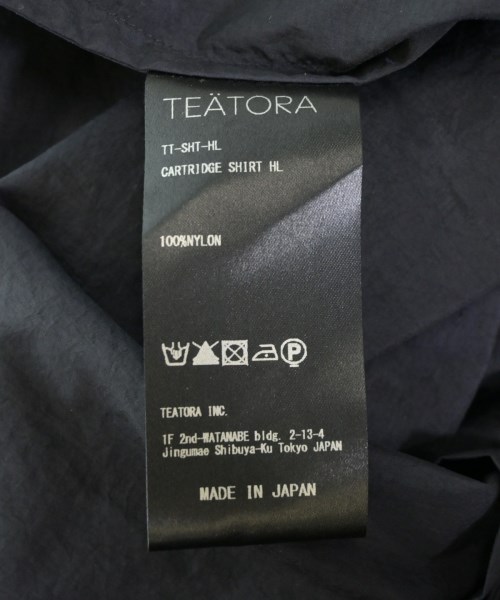 TEÄTORA
TT-SHT-HL
CARTRIDGE SHIRT HL
100%NYLON
P
TEATORA INC.
1F 2nd-WATANABE bldg. 2-13-4
Jingumae Shibuya-Ku Tokyo JAPAN
MADE IN JAPAN